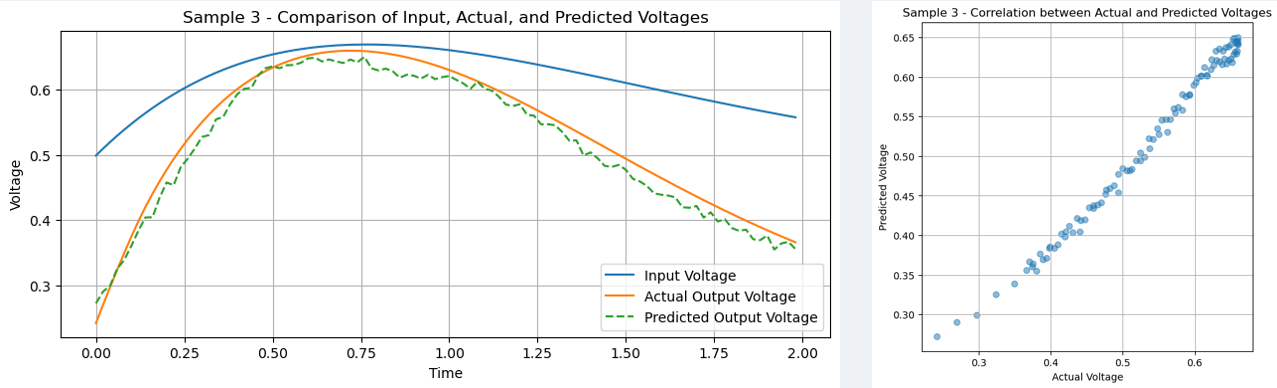 Sample 3 - Comparison of Input, Actual, and Predicted Voltages
Voltage
0.6
0.5
0.4
0.3
Input Voltage
Actual Output Voltage
Predicted Output Voltage
0.00 0.25 0.50 0.75 1.00 1.25 1.50 1.75 2.00
Time
Sample 3 - Correlation between Actual and Predicted Voltages
Predicted Voltage
0.65
0.60
0.55
0.50
0.45
0.40
0.35
0.30
0.3 0.4 0.5 0.6
Actual Voltage